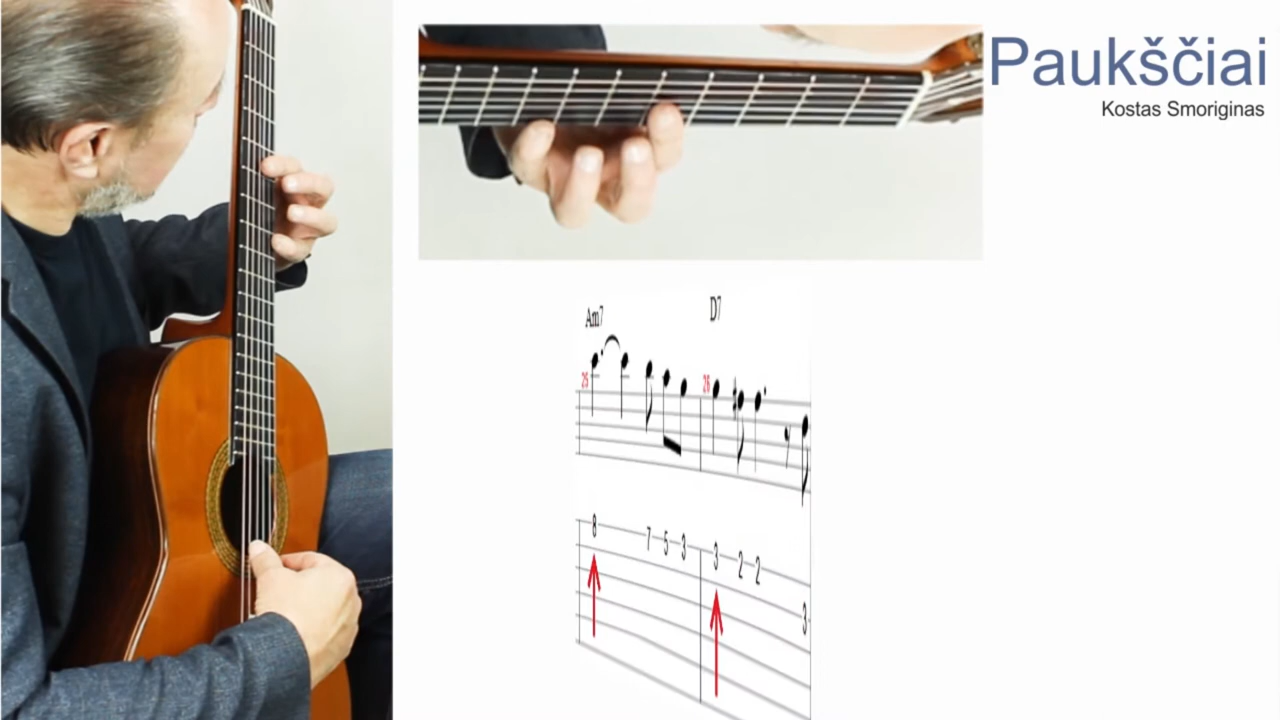 Paukščiai
Kostas Smoriginas
Am7 D7
25 26
8 7 5 3 3 2 2
3